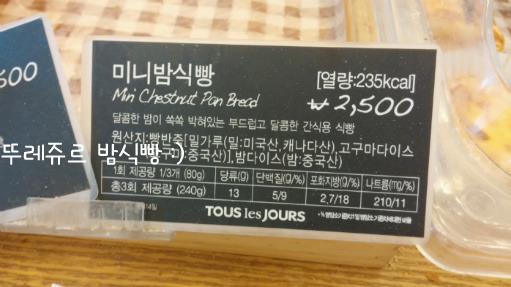 500
미니밤식빵
[열량:235kcal]
Mini Chestnut Pan Bread
₩2,500
달콤한 밤이 쏙쏙 박혀있는 부드럽고 달콤한 간식용 식빵
원산지:빵반죽[밀가루(밀:미국산,캐나다산),고구마다이스
뚜레쥬르 밤식빵:)
:중국산)],밤다이스(밤:중국산)
1회 제공량 1/3개 (80g) 당류(g) 단백질(g/%) 포화지방(g/%) 나트륨(mg/%)
총3회 제공량 (240g) 13 5/9 2.7/18 210/11
TOUS les JOURS